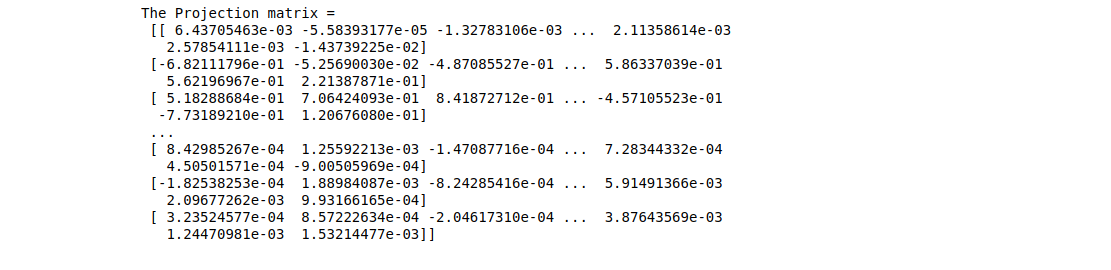 The Projection matrix =
[[ 6.43705463e-03 -5.58393177e-05 -1.32783106e-03 ...  2.11358614e-03
   2.57854111e-03 -1.43739225e-02]
 [-6.82111796e-01 -5.25690030e-02 -4.87085527e-01 ...  5.86337039e-01
   5.62196967e-01  2.21387871e-01]
 [ 5.18288684e-01  7.06424093e-01  8.41872712e-01 ... -4.57105523e-01
  -7.73189210e-01  1.20676080e-01]
 ...
 [ 8.42985267e-04  1.25592213e-03 -1.47087716e-04 ...  7.28344332e-04
   4.50501571e-04 -9.00505969e-04]
 [-1.82538253e-04  1.88984087e-03 -8.24285416e-04 ...  5.91491366e-03
   2.09677262e-03  9.93166165e-04]
 [ 3.23524577e-04  8.57222634e-04 -2.04617310e-04 ...  3.87643569e-03
   1.24470981e-03  1.53214477e-03]]